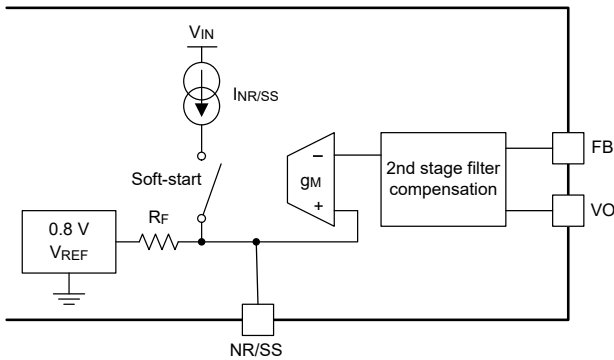 VIN
INR/SS
Soft-start
gM
−
+
2nd stage filter
compensation
FB
VO
0.8 V
VREF
RF
NR/SS